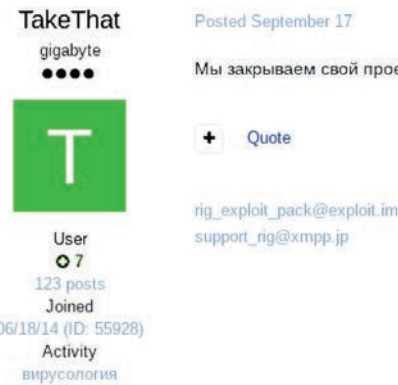 TakeThat
gigabyte
T
User
7
123 posts
Joined
06/18/14 (ID: 55928)
Activity
вирусология
Posted September 17
Мы закрываем свой
+ Quote
rig_exploit_pack@exploit.im
support_rig@xmpp.jp